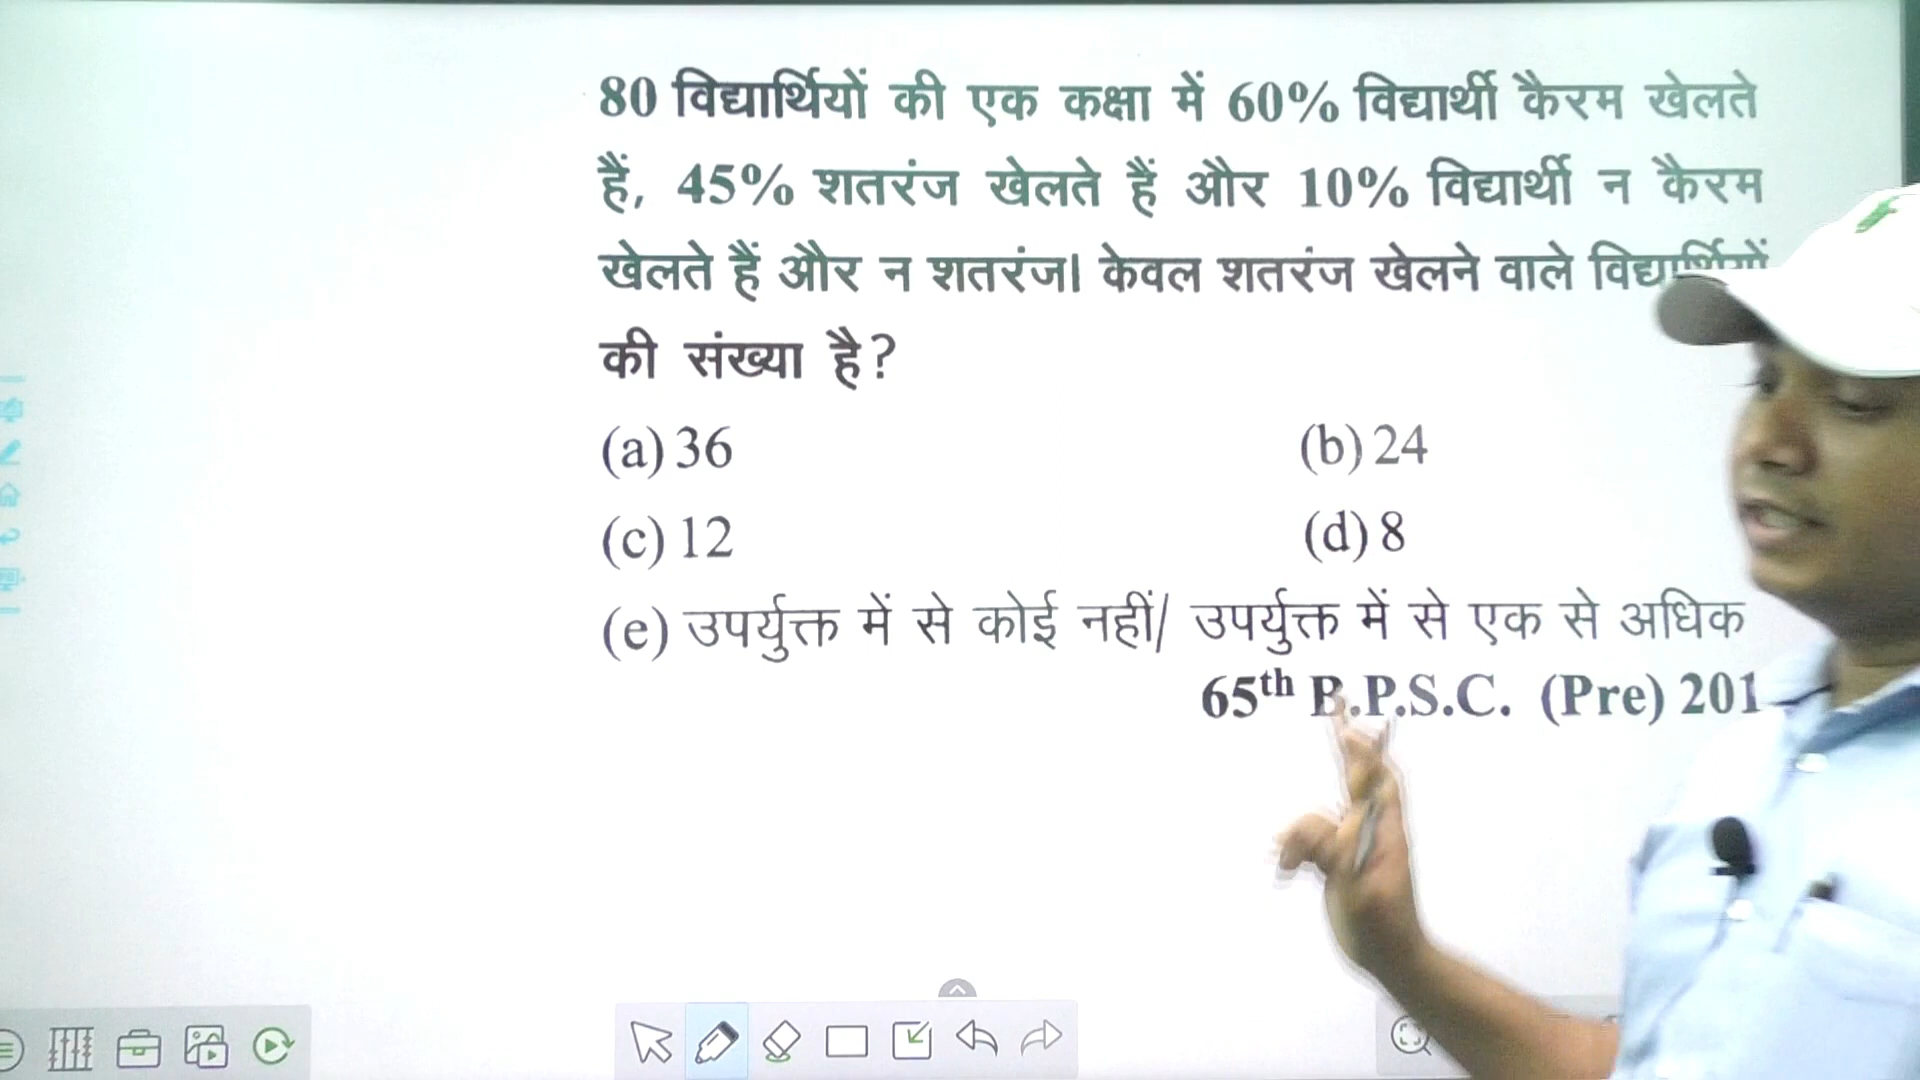 80 विद्यार्थियों की एक कक्षा में 60% विद्यार्थी कैरम खेलते
हैं, 45% शतरंज खेलते हैं और 10% विद्यार्थी न कैरम
खेलते हैं और न शतरंज। केवल शतरंज खेलने वाले विद्यार्थियों
की संख्या है?
(a) 36 (b) 24
(c) 12 (d) 8
(e) उपर्युक्त में से कोई नहीं/ उपर्युक्त में से एक से अधिक
65th B.P.S.C. (Pre) 201